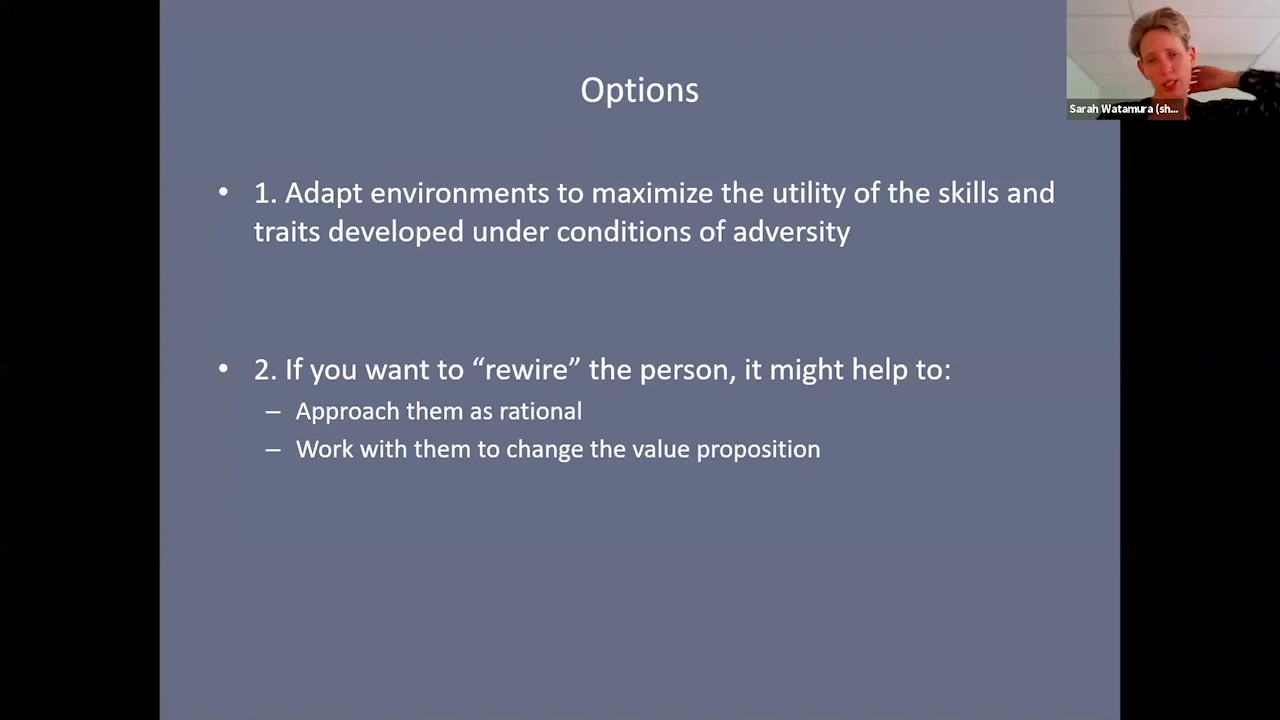 Options
Sarah Watamura (sh...
• 1. Adapt environments to maximize the utility of the skills and
traits developed under conditions of adversity
• 2. If you want to “rewire” the person, it might help to:
– Approach them as rational
– Work with them to change the value proposition